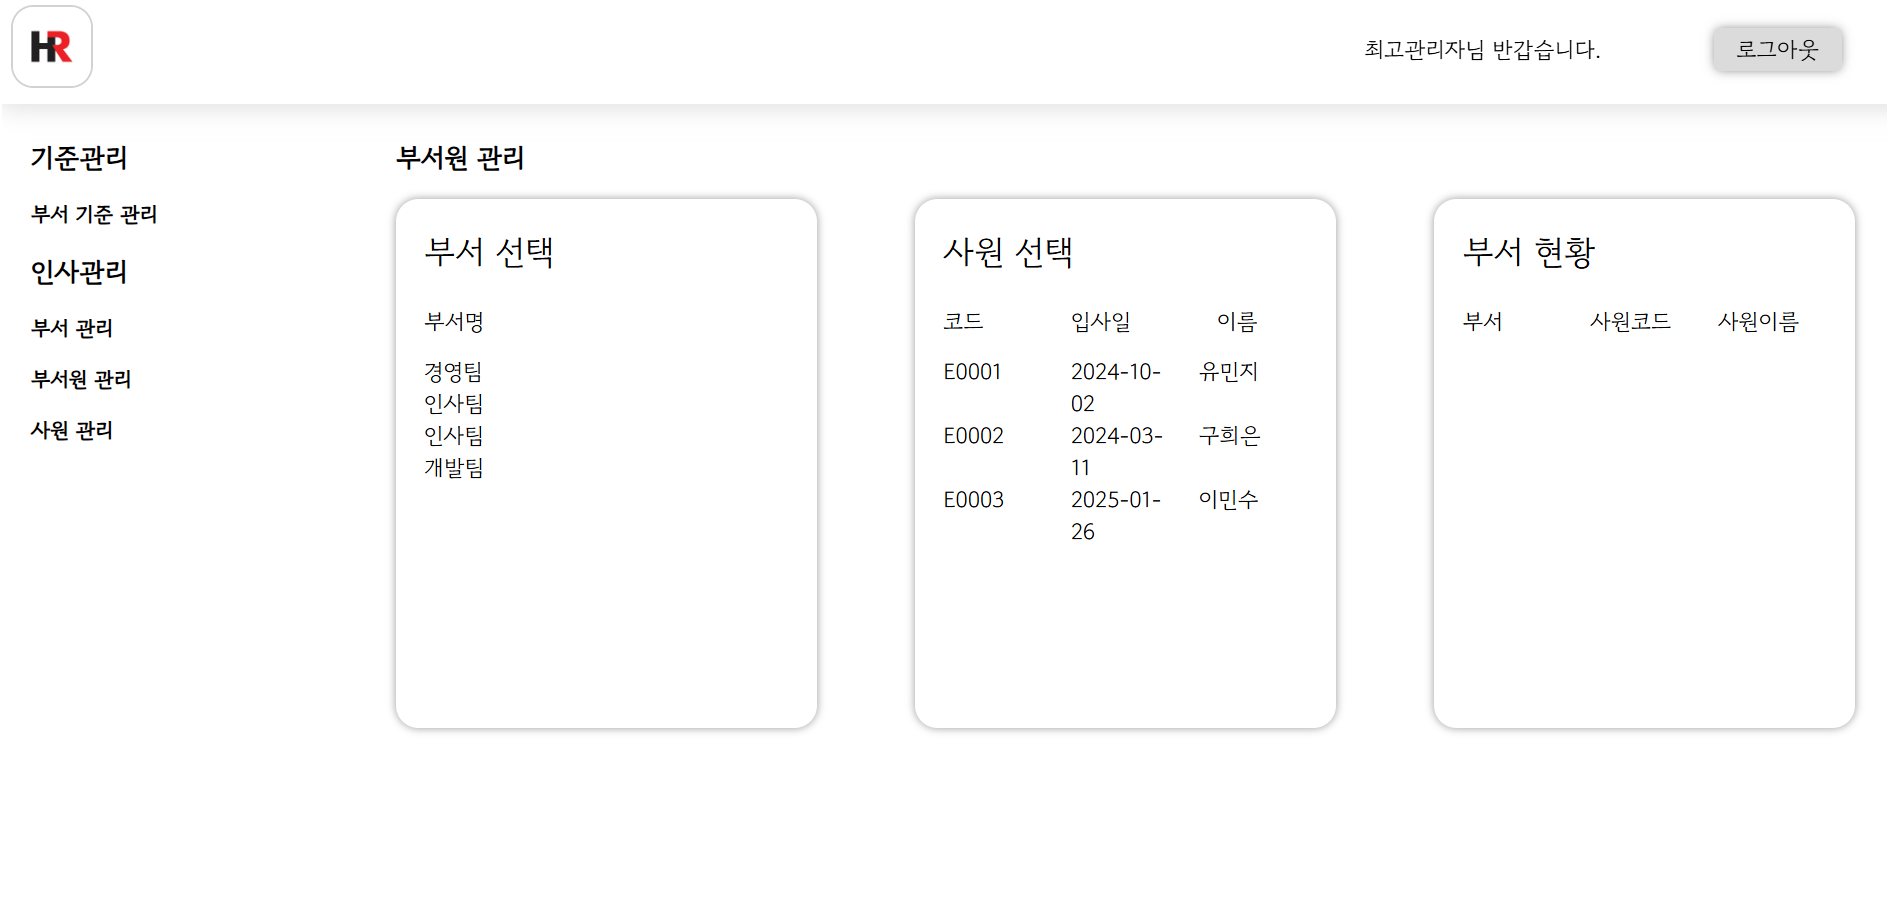 HR
최고관리자님 반갑습니다.
로그아웃
기준관리
부서 기준 관리
인사관리
부서 관리
부서원 관리
사원 관리
부서원 관리
부서 선택
부서명
경영팀
인사팀
인사팀
개발팀
사원 선택
코드 입사일 이름
E0001 2024-10- 유민지
02
E0002 2024-03- 구희은
11
E0003 2025-01- 이민수
26
부서 현황
부서 사원코드 사원이름